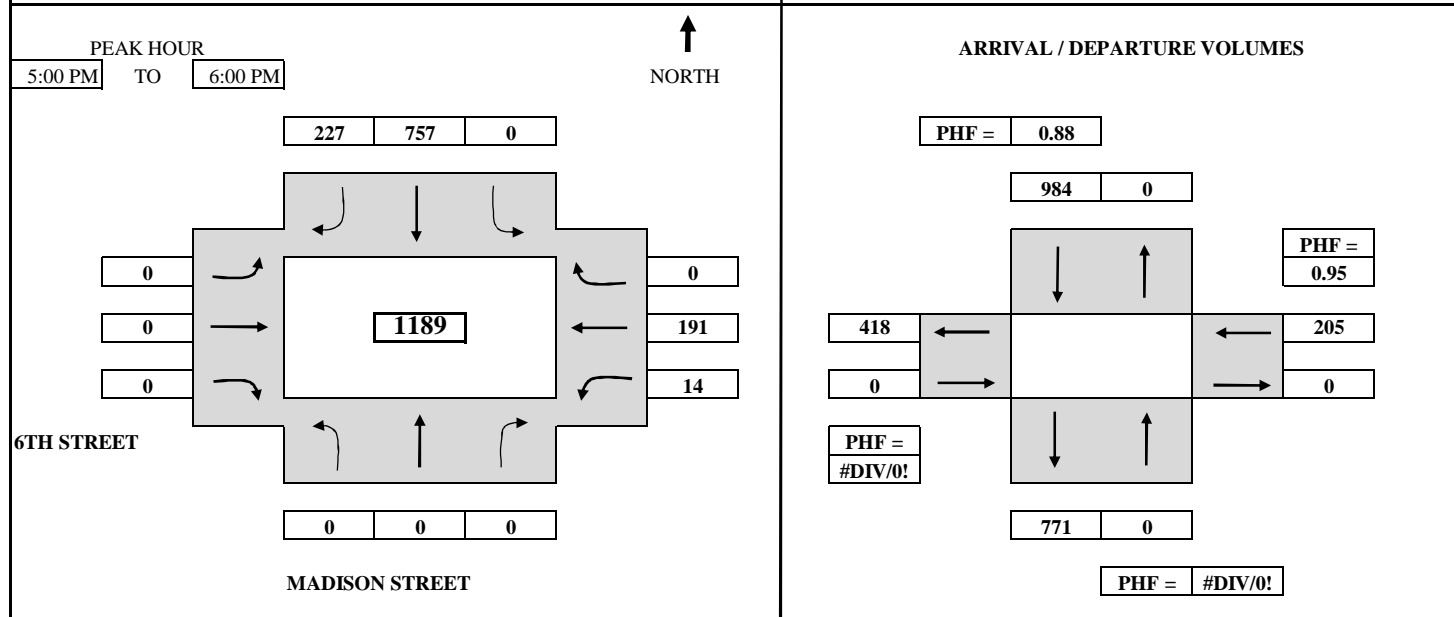 PEAK HOUR
5:00 PM TO 6:00 PM
NORTH
227 757 0
0 0
0 1189 191
0 14
6TH STREET
0 0 0
MADISON STREET
ARRIVAL / DEPARTURE VOLUMES
PHF = 0.88
984 0
PHF =
0.95
418 205
0 0
PHF =
#DIV/0!
771 0
PHF = #DIV/0!